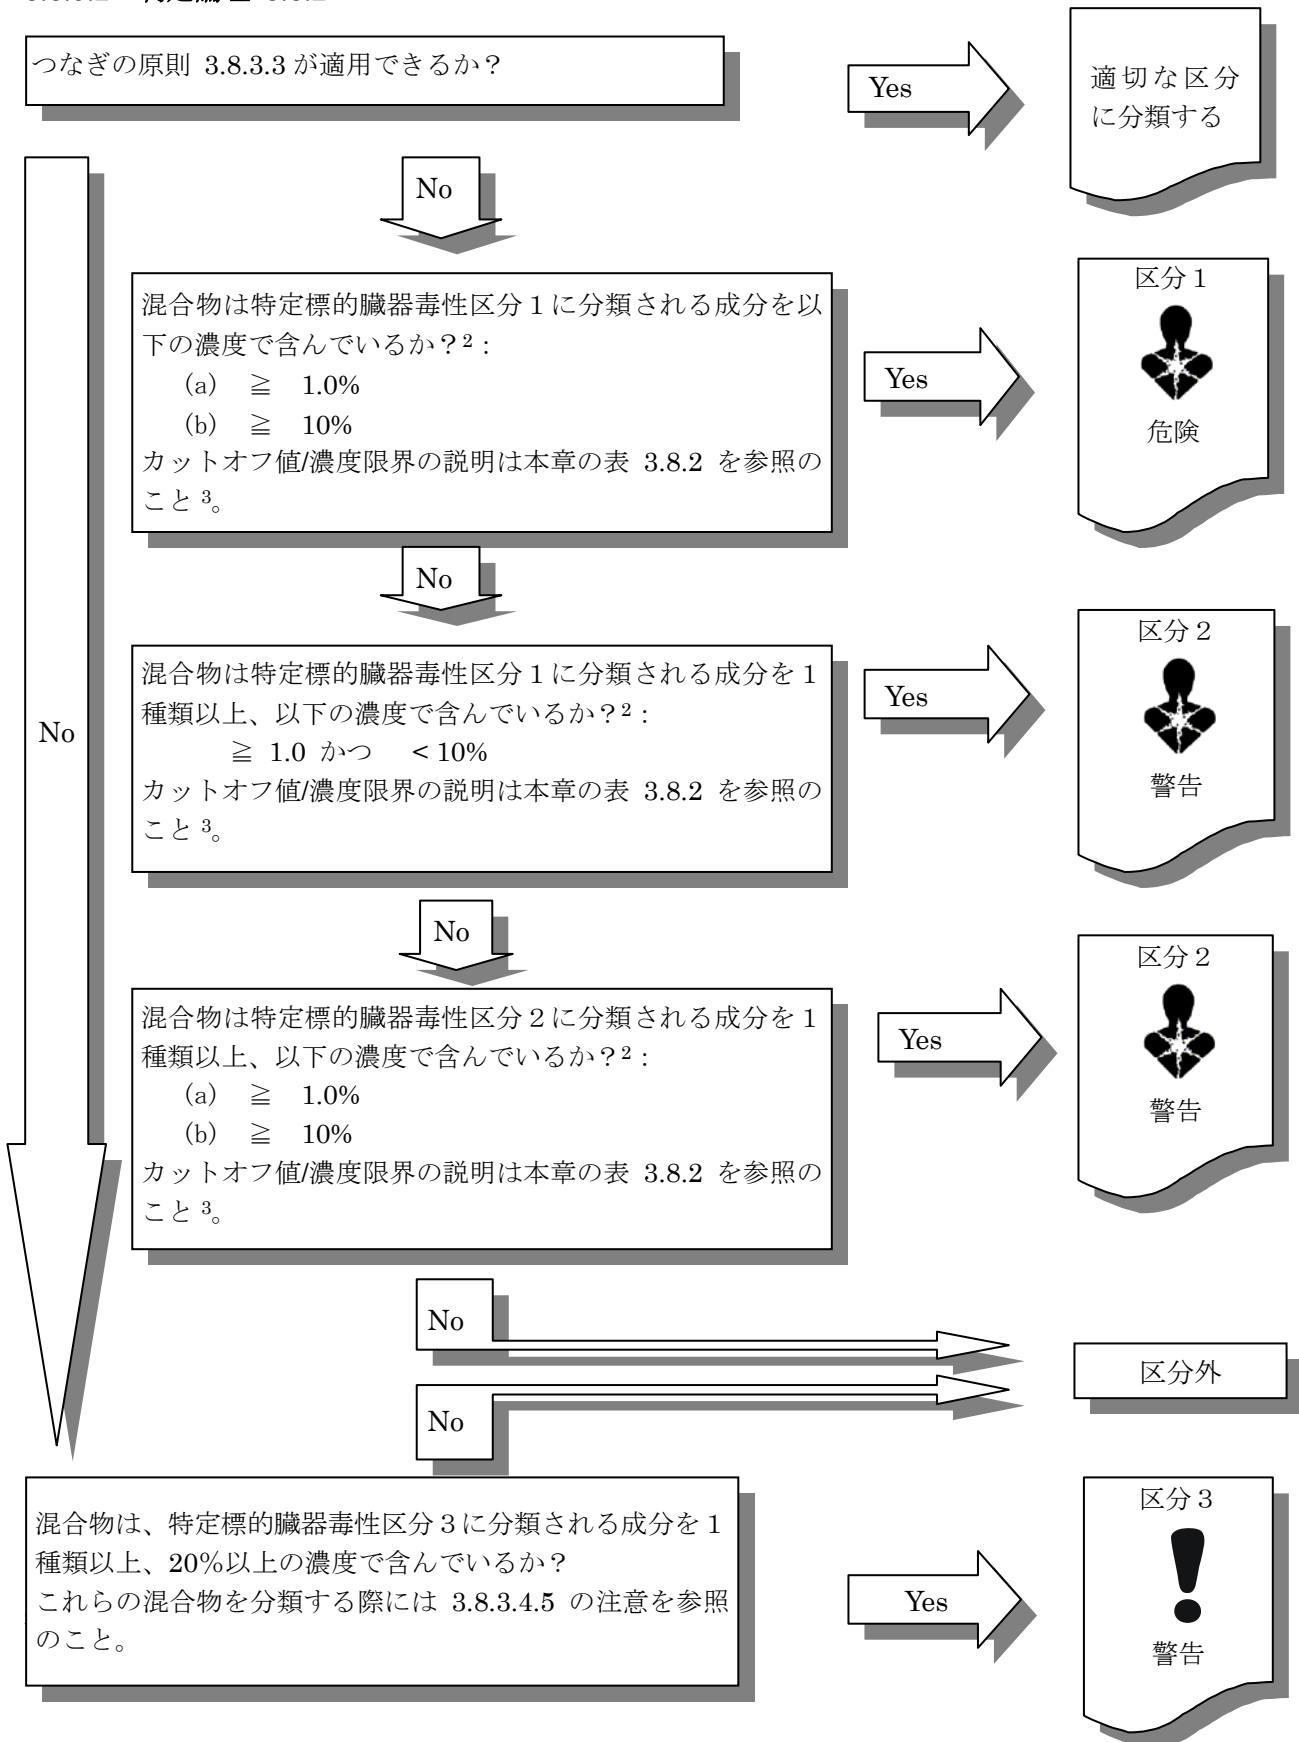 つなぎの原則 3.8.3.3 が適用できるか？
Yes
適切な区分
に分類する
No
混合物は特定標的臓器毒性区分１に分類される成分を以
下の濃度で含んでいるか？²：
(a) ≧ 1.0%
(b) ≧ 10%
カットオフ値/濃度限界の説明は本章の表 3.8.2 を参照の
こと³。
Yes
区分１
危険
No
混合物は特定標的臓器毒性区分１に分類される成分を１
種類以上、以下の濃度で含んでいるか？²：
≧ 1.0 かつ ＜10%
カットオフ値/濃度限界の説明は本章の表 3.8.2 を参照の
こと³。
Yes
区分２
警告
No
No
混合物は特定標的臓器毒性区分２に分類される成分を１
種類以上、以下の濃度で含んでいるか？²：
(a) ≧ 1.0%
(b) ≧ 10%
カットオフ値/濃度限界の説明は本章の表 3.8.2 を参照の
こと³。
Yes
区分２
警告
No
区分外
No
混合物は、特定標的臓器毒性区分３に分類される成分を１
種類以上、20％以上の濃度で含んでいるか？
これらの混合物を分類する際には 3.8.3.4.5 の注意を参照
のこと。
Yes
区分３
警告